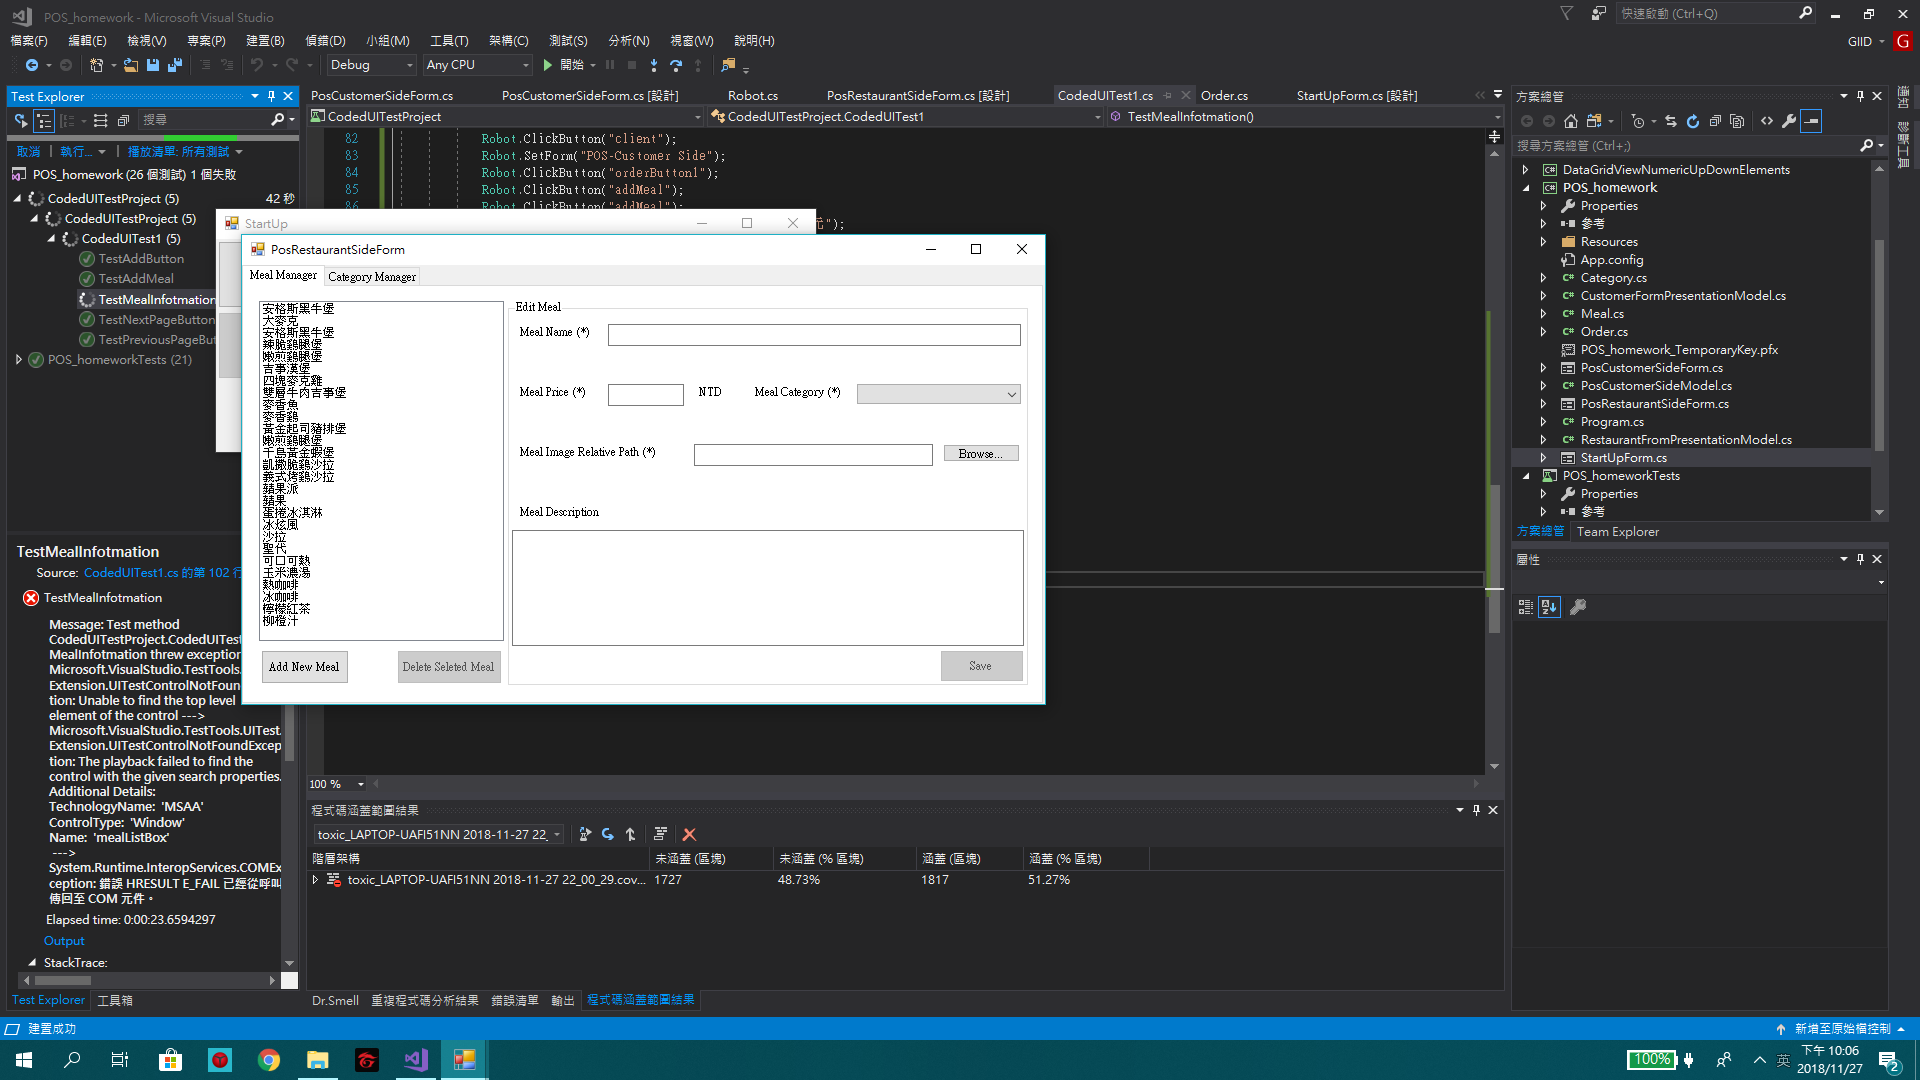 POS_homework - Microsoft Visual Studio
快速啟動 (Ctrl+Q)
檔案(F) 編輯(E) 檢視(V) 專案(P) 建置(B) 偵錯(D) 小組(M) 工具(T) 架構(C) 測試(S) 分析(N) 視窗(W) 說明(H)
GIID G
Debug Any CPU 開始
Test Explorer
搜尋
取消 執行... 播放清單: 所有測試
POS_homework (26 個測試) 1 個失敗
CodedUITestProject (5) 42 秒
CodedUITestProject (5)
CodedUITest1 (5)
TestAddButton
TestAddMeal
TestMealInfotmation
TestNextPageButton
TestPreviousPageBut
POS_homeworkTests (21)
TestMealInfotmation
Source: CodedUITest1.cs 的第 102 行
TestMealInfotmation
Message: Test method
CodedUITestProject.CodedUITest
MealInfotmation threw exception
Microsoft.VisualStudio.TestTools.
Extension.UITestControlNotFoun
tion: Unable to find the top level
element of the control --->
Microsoft.VisualStudio.TestTools.UITest.
Extension.UITestControlNotFoundExcep
tion: The playback failed to find the
control with the given search properties.
Additional Details:
TechnologyName: 'MSAA'
ControlType: 'Window'
Name: 'mealListBox'
--->
System.Runtime.InteropServices.COMEx
ception: 錯誤 HRESULT E_FAIL 已經從呼叫
傳回至 COM 元件。
Elapsed time: 0:00:23.6594297
Output
StackTrace:
Test Explorer 工具箱
PosCustomerSideForm.cs PosCustomerSideForm.cs [設計] Robot.cs PosRestaurantSideForm.cs [設計] CodedUITest1.cs Order.cs StartUpForm.cs [設計]
CodedUITestProject CodedUITestProject.CodedUITest1 TestMealInfotmation()
82 Robot.ClickButton("client");
83 Robot.SetForm("POS-Customer Side");
84 Robot.ClickButton("orderButton1");
85 Robot.ClickButton("addMeal");
86 Robot.ClickButton("addMeal");
元");
StartUp
PosRestaurantSideForm
Meal Manager Category Manager
安格斯黑牛堡
大麥克
安格斯黑牛堡
辣脆雞腿堡
嫩煎雞腿堡
吉事漢堡
四塊麥克雞
雙層牛肉吉事堡
麥香魚
麥香雞
黃金起司豬排堡
嫩煎雞腿堡
千島黃金蝦堡
凱撒脆雞沙拉
義式烤雞沙拉
蘋果派
蘋果
蛋捲冰淇淋
冰炫風
沙拉
聖代
可口可熱
玉米濃湯
熱咖啡
冰咖啡
檸檬紅茶
柳橙汁
Add New Meal Delete Seleted Meal
Edit Meal
Meal Name (*)
Meal Price (*) NTD Meal Category (*)
Meal Image Relative Path (*) Browse...
Meal Description
Save
100 %
程式碼涵蓋範圍結果
toxic_LAPTOP-UAFI51NN 2018-11-27 22_
階層架構 未涵蓋 (區塊) 未涵蓋 (% 區塊) 涵蓋 (區塊) 涵蓋 (% 區塊)
toxic_LAPTOP-UAFI51NN 2018-11-27 22_00_29.cov... 1727 48.73% 1817 51.27%
Dr.Smell 重複程式碼分析結果 錯誤清單 輸出 程式碼涵蓋範圍結果
方案總管
搜尋方案總管 (Ctrl+;)
DataGridViewNumericUpDownElements
POS_homework
Properties
參考
Resources
App.config
Category.cs
CustomerFormPresentationModel.cs
Meal.cs
Order.cs
POS_homework_TemporaryKey.pfx
PosCustomerSideForm.cs
PosCustomerSideModel.cs
PosRestaurantSideForm.cs
Program.cs
RestaurantFromPresentationModel.cs
StartUpForm.cs
POS_homeworkTests
Properties
參考
方案總管 Team Explorer
屬性
通知
診斷工具
建置成功
新增至原始檔控制
100%
英
下午 10:06
2018/11/27
2